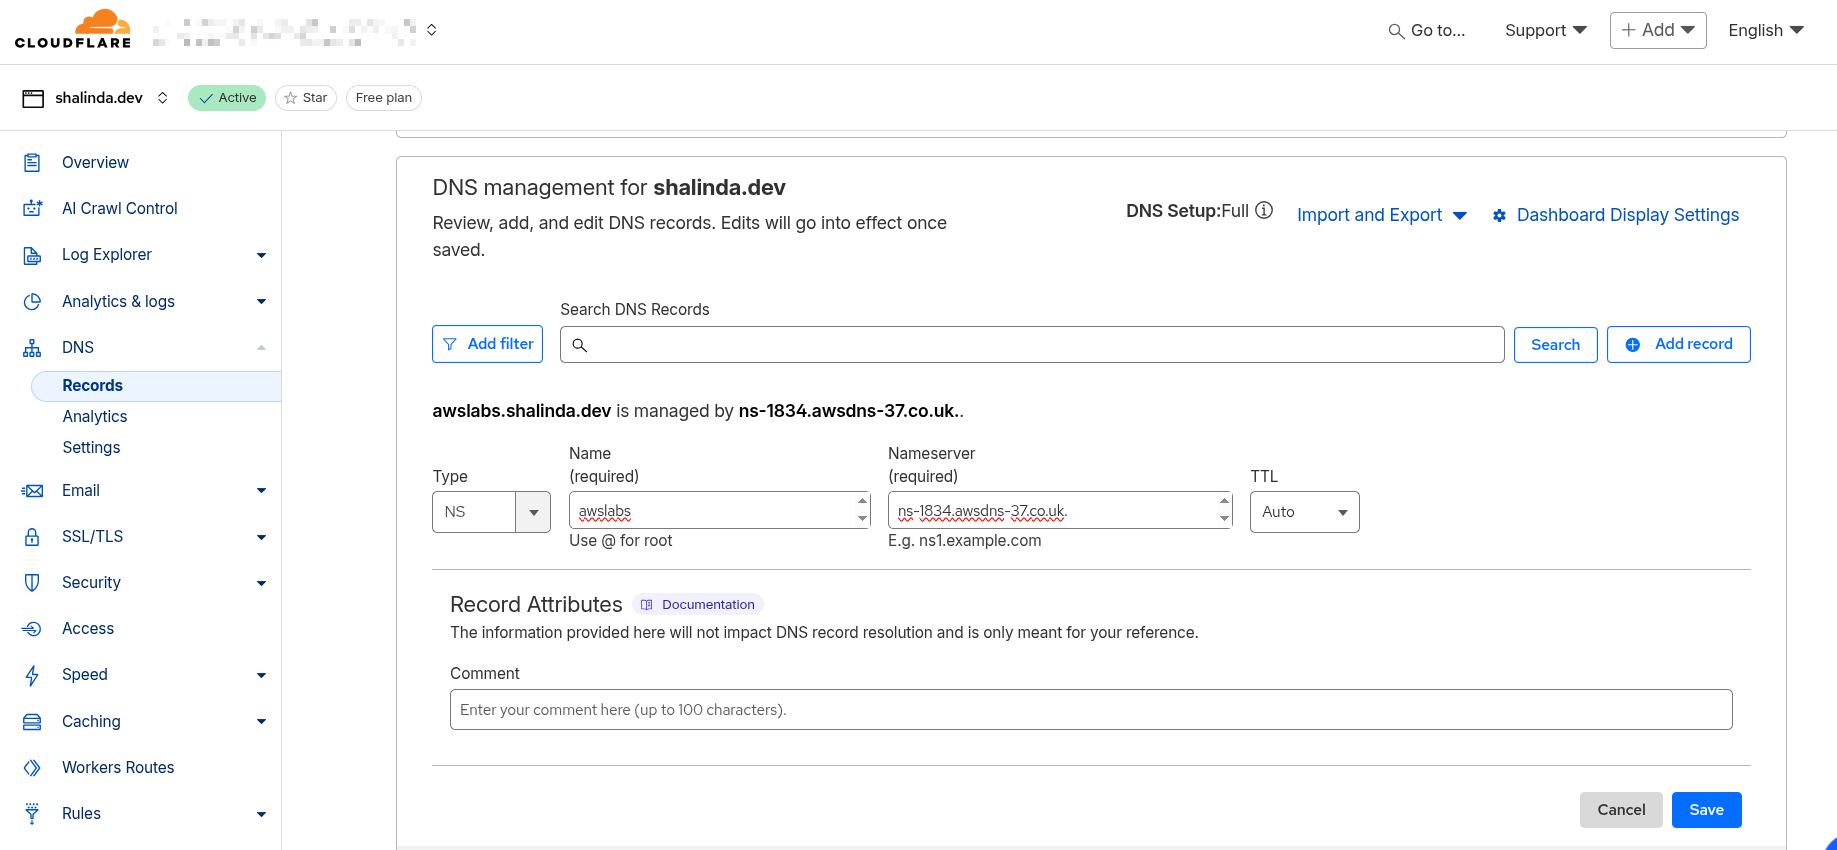 CLOUDFLARE
Go to...
Support
+ Add
English
shalinda.dev
Active
Star
Free plan
Overview
AI Crawl Control
Log Explorer
Analytics & logs
DNS
Records
Analytics
Settings
Email
SSL/TLS
Security
Access
Speed
Caching
Workers Routes
Rules
DNS management for shalinda.dev
Review, add, and edit DNS records. Edits will go into effect once
saved.
DNS Setup:Full
Import and Export
Dashboard Display Settings
Search DNS Records
Add filter
Search
Add record
awslabs.shalinda.dev is managed by ns-1834.awsdns-37.co.uk..
Type
NS
Name
(required)
awslabs
Use @ for root
Nameserver
(required)
ns-1834.awsdns-37.co.uk.
E.g. ns1.example.com
TTL
Auto
Record Attributes
Documentation
The information provided here will not impact DNS record resolution and is only meant for your reference.
Comment
Enter your comment here (up to 100 characters).
Cancel
Save